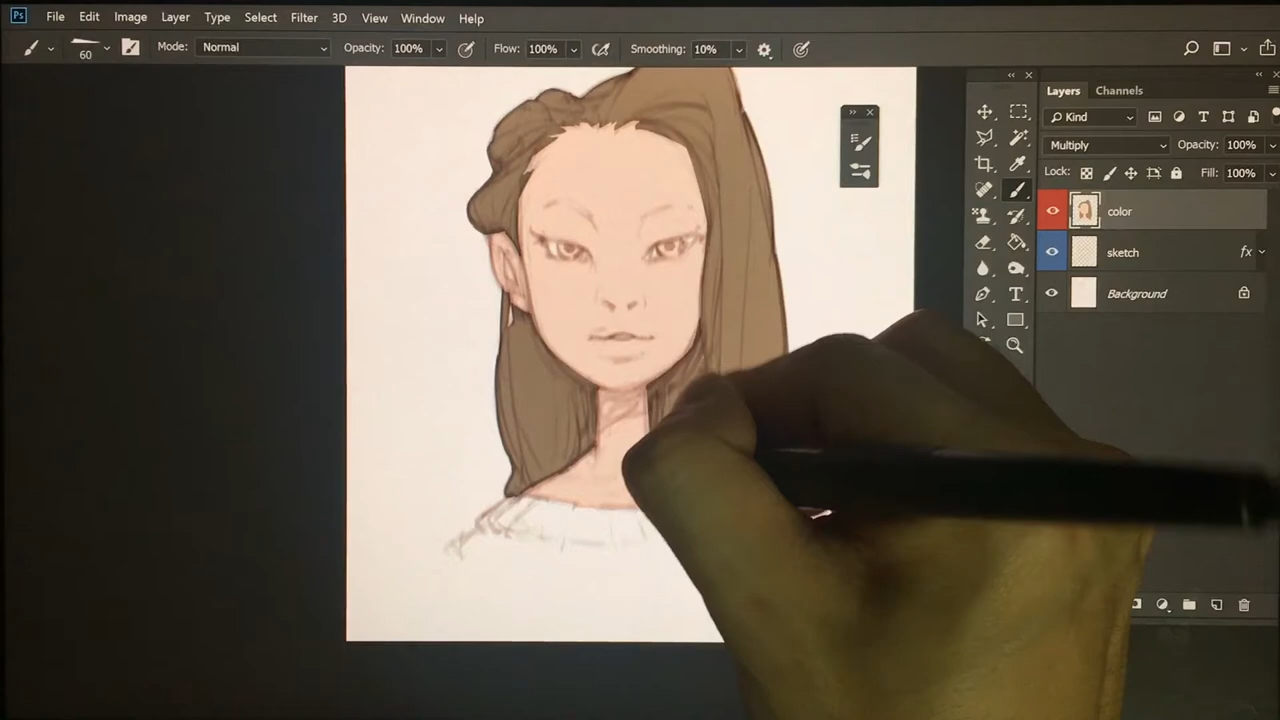 Ps File Edit Image Layer Type Select Filter 3D View Window Help
60 Mode: Normal Opacity: 100% Flow: 100% Smoothing: 10%
Layers Channels
Kind
Multiply Opacity: 100%
Lock: Fill: 100%
color
sketch fx
Background